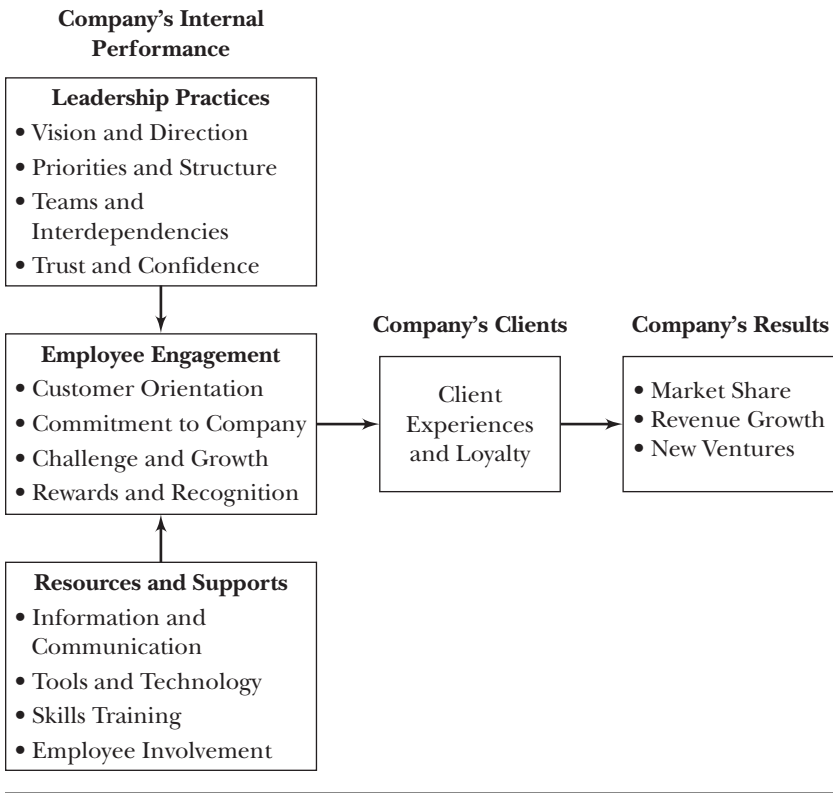 Company's Internal
Performance
Leadership Practices
• Vision and Direction
• Priorities and Structure
• Teams and
Interdependencies
• Trust and Confidence
Employee Engagement
• Customer Orientation
• Commitment to Company
• Challenge and Growth
• Rewards and Recognition
Resources and Supports
• Information and
Communication
• Tools and Technology
• Skills Training
• Employee Involvement
Company's Clients
Client
Experiences
and Loyalty
Company's Results
• Market Share
• Revenue Growth
• New Ventures